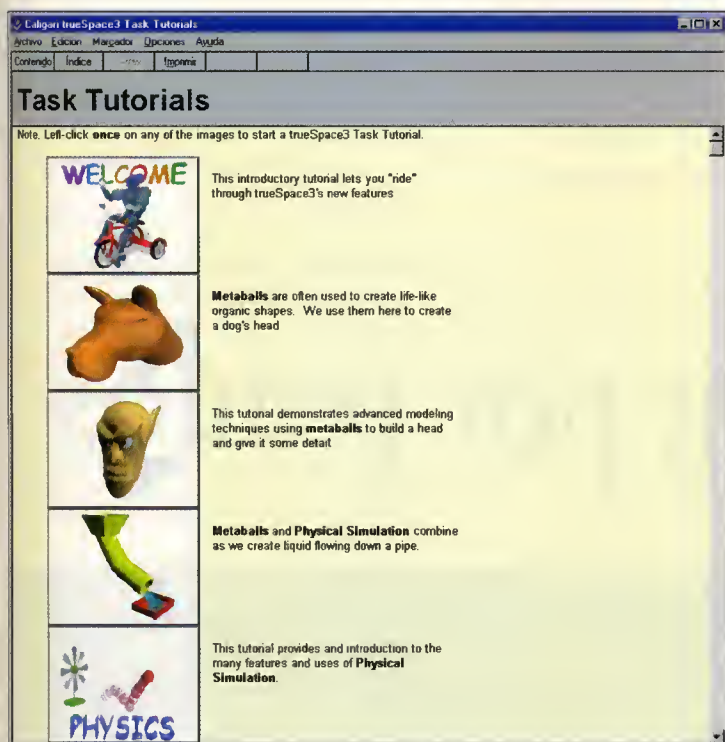 Caligari trueSpace3 Task Tutorials
Archivo Edición Margador Opciones Ayuda
Contenido Índice Imprimir
Task Tutorials
Note. Left-click once on any of the images to start a trueSpace3 Task Tutorial.
WELCOME
This introductory tutorial lets you "ride"
through trueSpace3's new features
Metaballs are often used to create life-like
organic shapes. We use them here to create
a dog's head
This tutorial demonstrates advanced modeling
techniques using metaballs to build a head
and give it some detail
Metaballs and Physical Simulation combine
as we create liquid flowing down a pipe.
This tutorial provides and introduction to the
many features and uses of Physical
Simulation.
PHYSICS